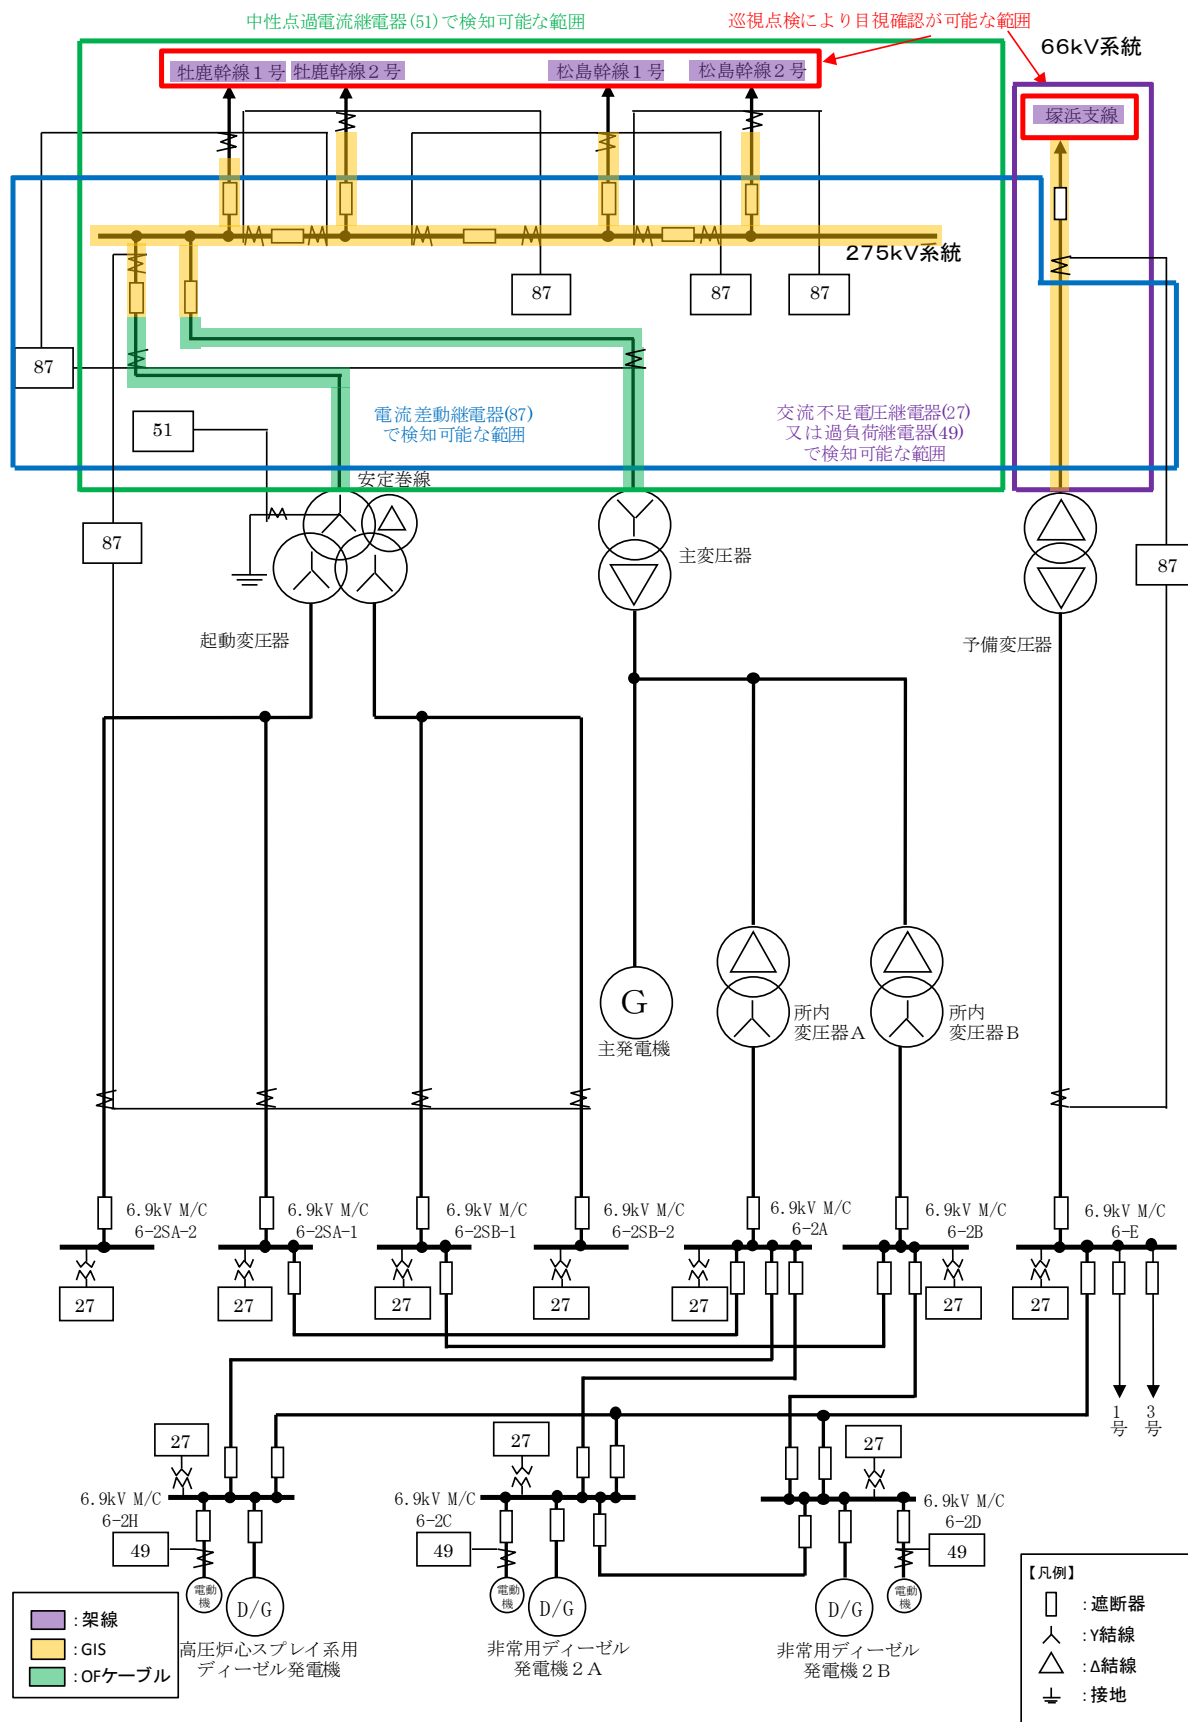 中性点過電流継電器(51)で検知可能な範囲
巡視点検により目視確認が可能な範囲
66kV系統
牡鹿幹線１号
牡鹿幹線２号
松島幹線１号
松島幹線２号
塚浜支線
275kV系統
87
87
87
87
51
電流差動継電器(87)
で検知可能な範囲
交流不足電圧継電器(27)
又は過負荷継電器(49)
で検知可能な範囲
安定巻線
87
87
主変圧器
起動変圧器
予備変圧器
G
主発電機
所内
変圧器Ａ
所内
変圧器Ｂ
6.9kV M/C
6-2SA-2
6.9kV M/C
6-2SA-1
6.9kV M/C
6-2SB-1
6.9kV M/C
6-2SB-2
6.9kV M/C
6-2A
6.9kV M/C
6-2B
6.9kV M/C
6-E
27
27
27
27
27
27
27
1号
3号
27
27
27
6.9kV M/C
6-2H
6.9kV M/C
6-2C
6.9kV M/C
6-2D
49
49
49
電動機
D/G
電動機
D/G
D/G
電動機
高圧炉心スプレイ系用
ディーゼル発電機
非常用ディーゼル
発電機２Ａ
非常用ディーゼル
発電機２Ｂ
：架線
：GIS
：OFケーブル
【凡例】
：遮断器
：Y結線
：Δ結線
：接地